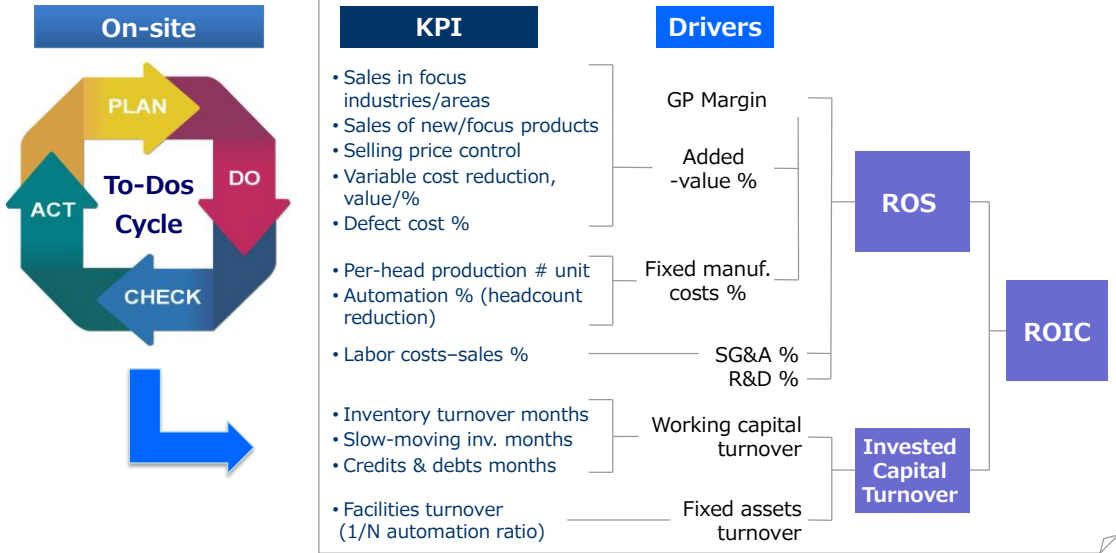 On-site
PLAN
DO
CHECK
ACT
To-Dos
Cycle
KPI
• Sales in focus
industries/areas
• Sales of new/focus products
• Selling price control
• Variable cost reduction,
value/%
• Defect cost %
• Per-head production # unit
• Automation % (headcount
reduction)
• Labor costs–sales %
• Inventory turnover months
• Slow-moving inv. months
• Credits & debts months
• Facilities turnover
(1/N automation ratio)
Drivers
GP Margin
Added
-value %
Fixed manuf.
costs %
SG&A %
R&D %
Working capital
turnover
Fixed assets
turnover
ROS
Invested
Capital
Turnover
ROIC